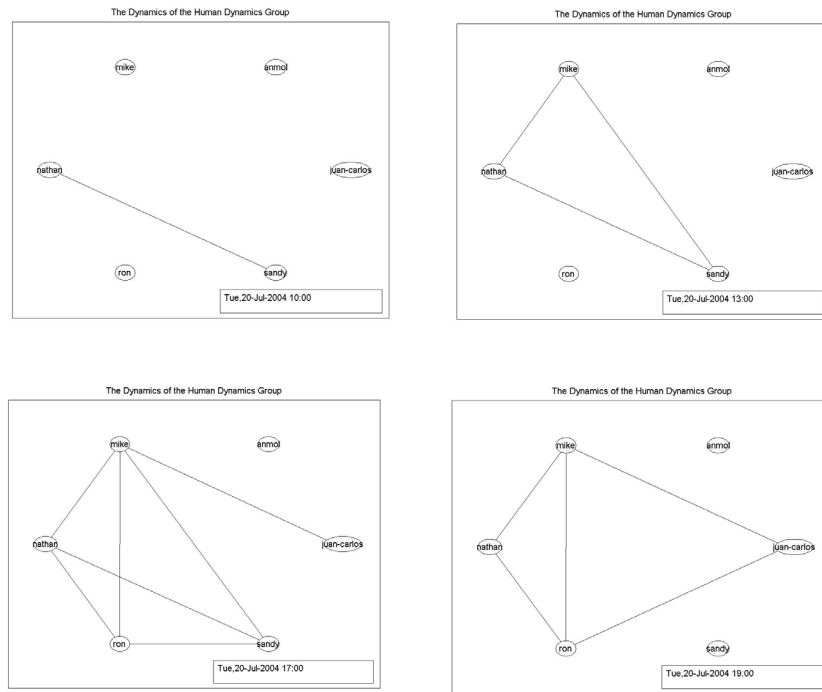 The Dynamics of the Human Dynamics Group
mike
anmol
nathan
juan-carlos
ron
sandy
Tue,20-Jul-2004 10:00
The Dynamics of the Human Dynamics Group
mike
anmol
nathan
juan-carlos
ron
sandy
Tue,20-Jul-2004 13:00
The Dynamics of the Human Dynamics Group
mike
anmol
nathan
juan-carlos
ron
sandy
Tue,20-Jul-2004 17:00
The Dynamics of the Human Dynamics Group
mike
anmol
nathan
juan-carlos
ron
sandy
Tue,20-Jul-2004 19:00